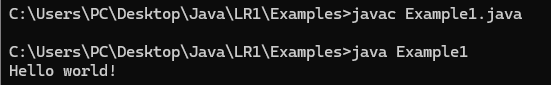 C:\Users\PC\Desktop\Java\LR1\Examples>javac Example1.java
C:\Users\PC\Desktop\Java\LR1\Examples>java Example1
Hello world!